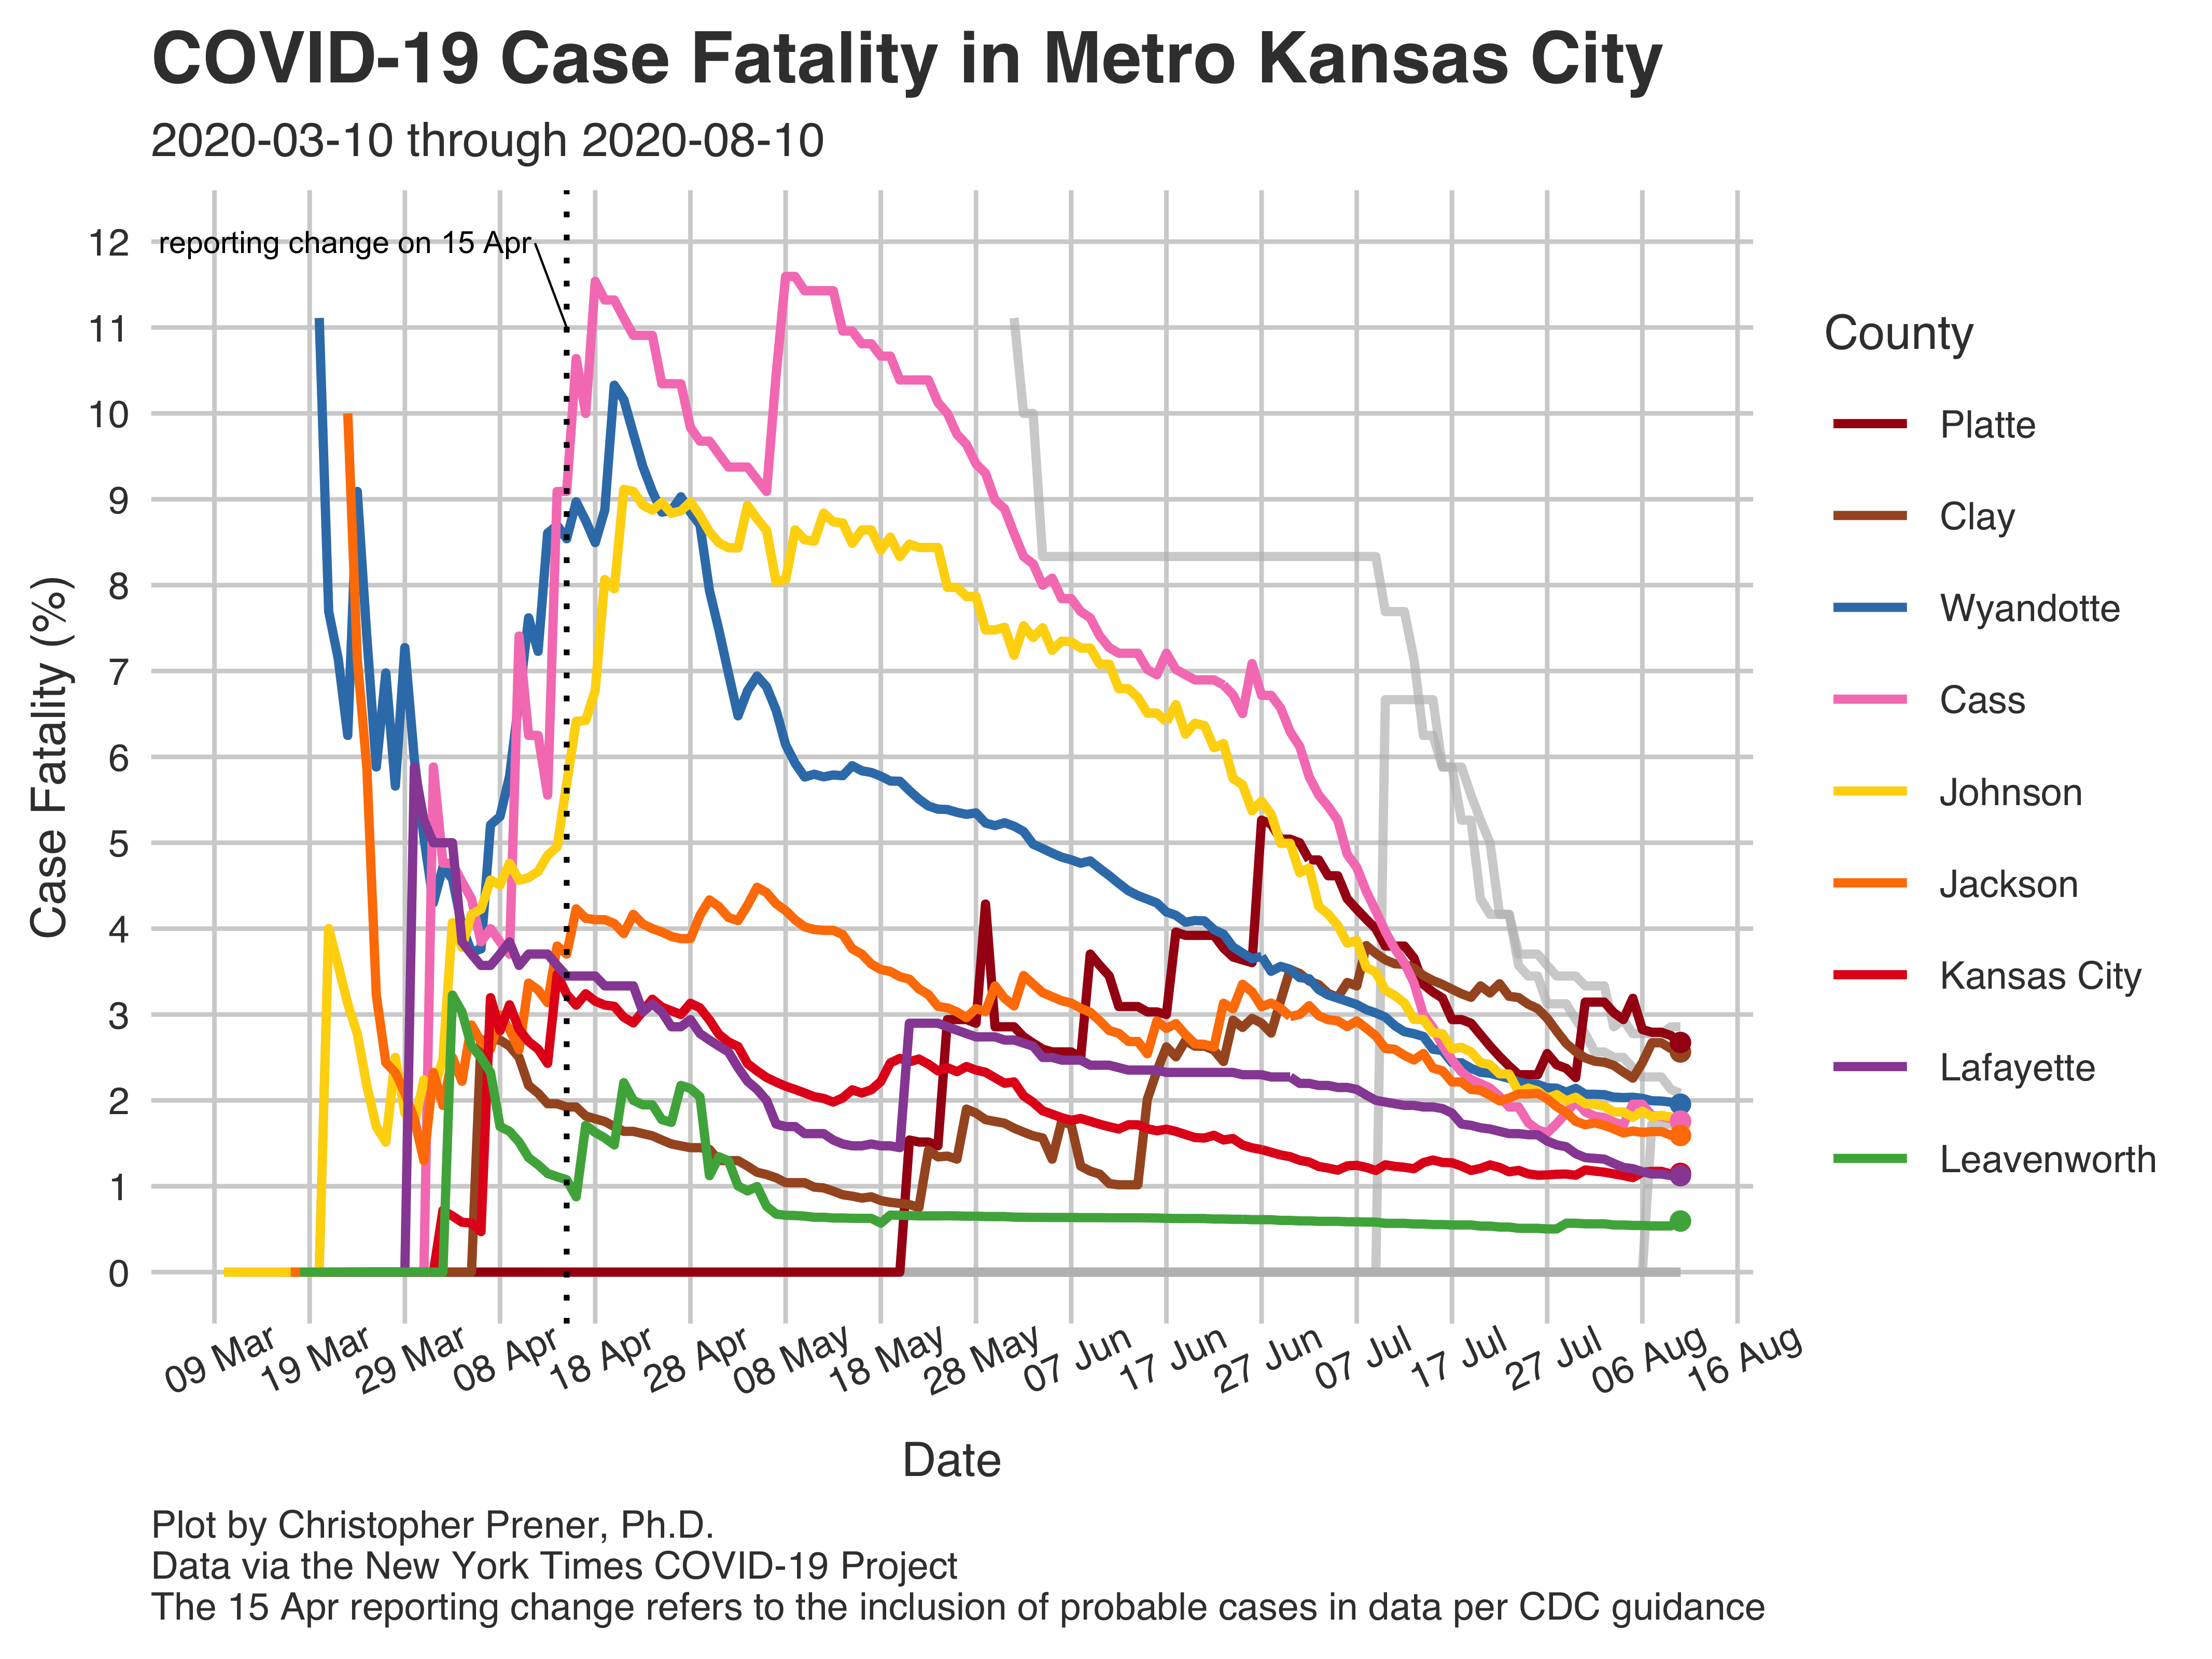 COVID-19 Case Fatality in Metro Kansas City
2020-03-10 through 2020-08-10
reporting change on 15 Apr
Case Fatality (%)
12
11
10
9
8
7
6
5
4
3
2
1
0
09 Mar
19 Mar
29 Mar
08 Apr
18 Apr
28 Apr
08 May
18 May
28 May
07 Jun
17 Jun
27 Jun
07 Jul
17 Jul
27 Jul
06 Aug
16 Aug
Date
County
Platte
Clay
Wyandotte
Cass
Johnson
Jackson
Kansas City
Lafayette
Leavenworth
Plot by Christopher Prener, Ph.D.
Data via the New York Times COVID-19 Project
The 15 Apr reporting change refers to the inclusion of probable cases in data per CDC guidance